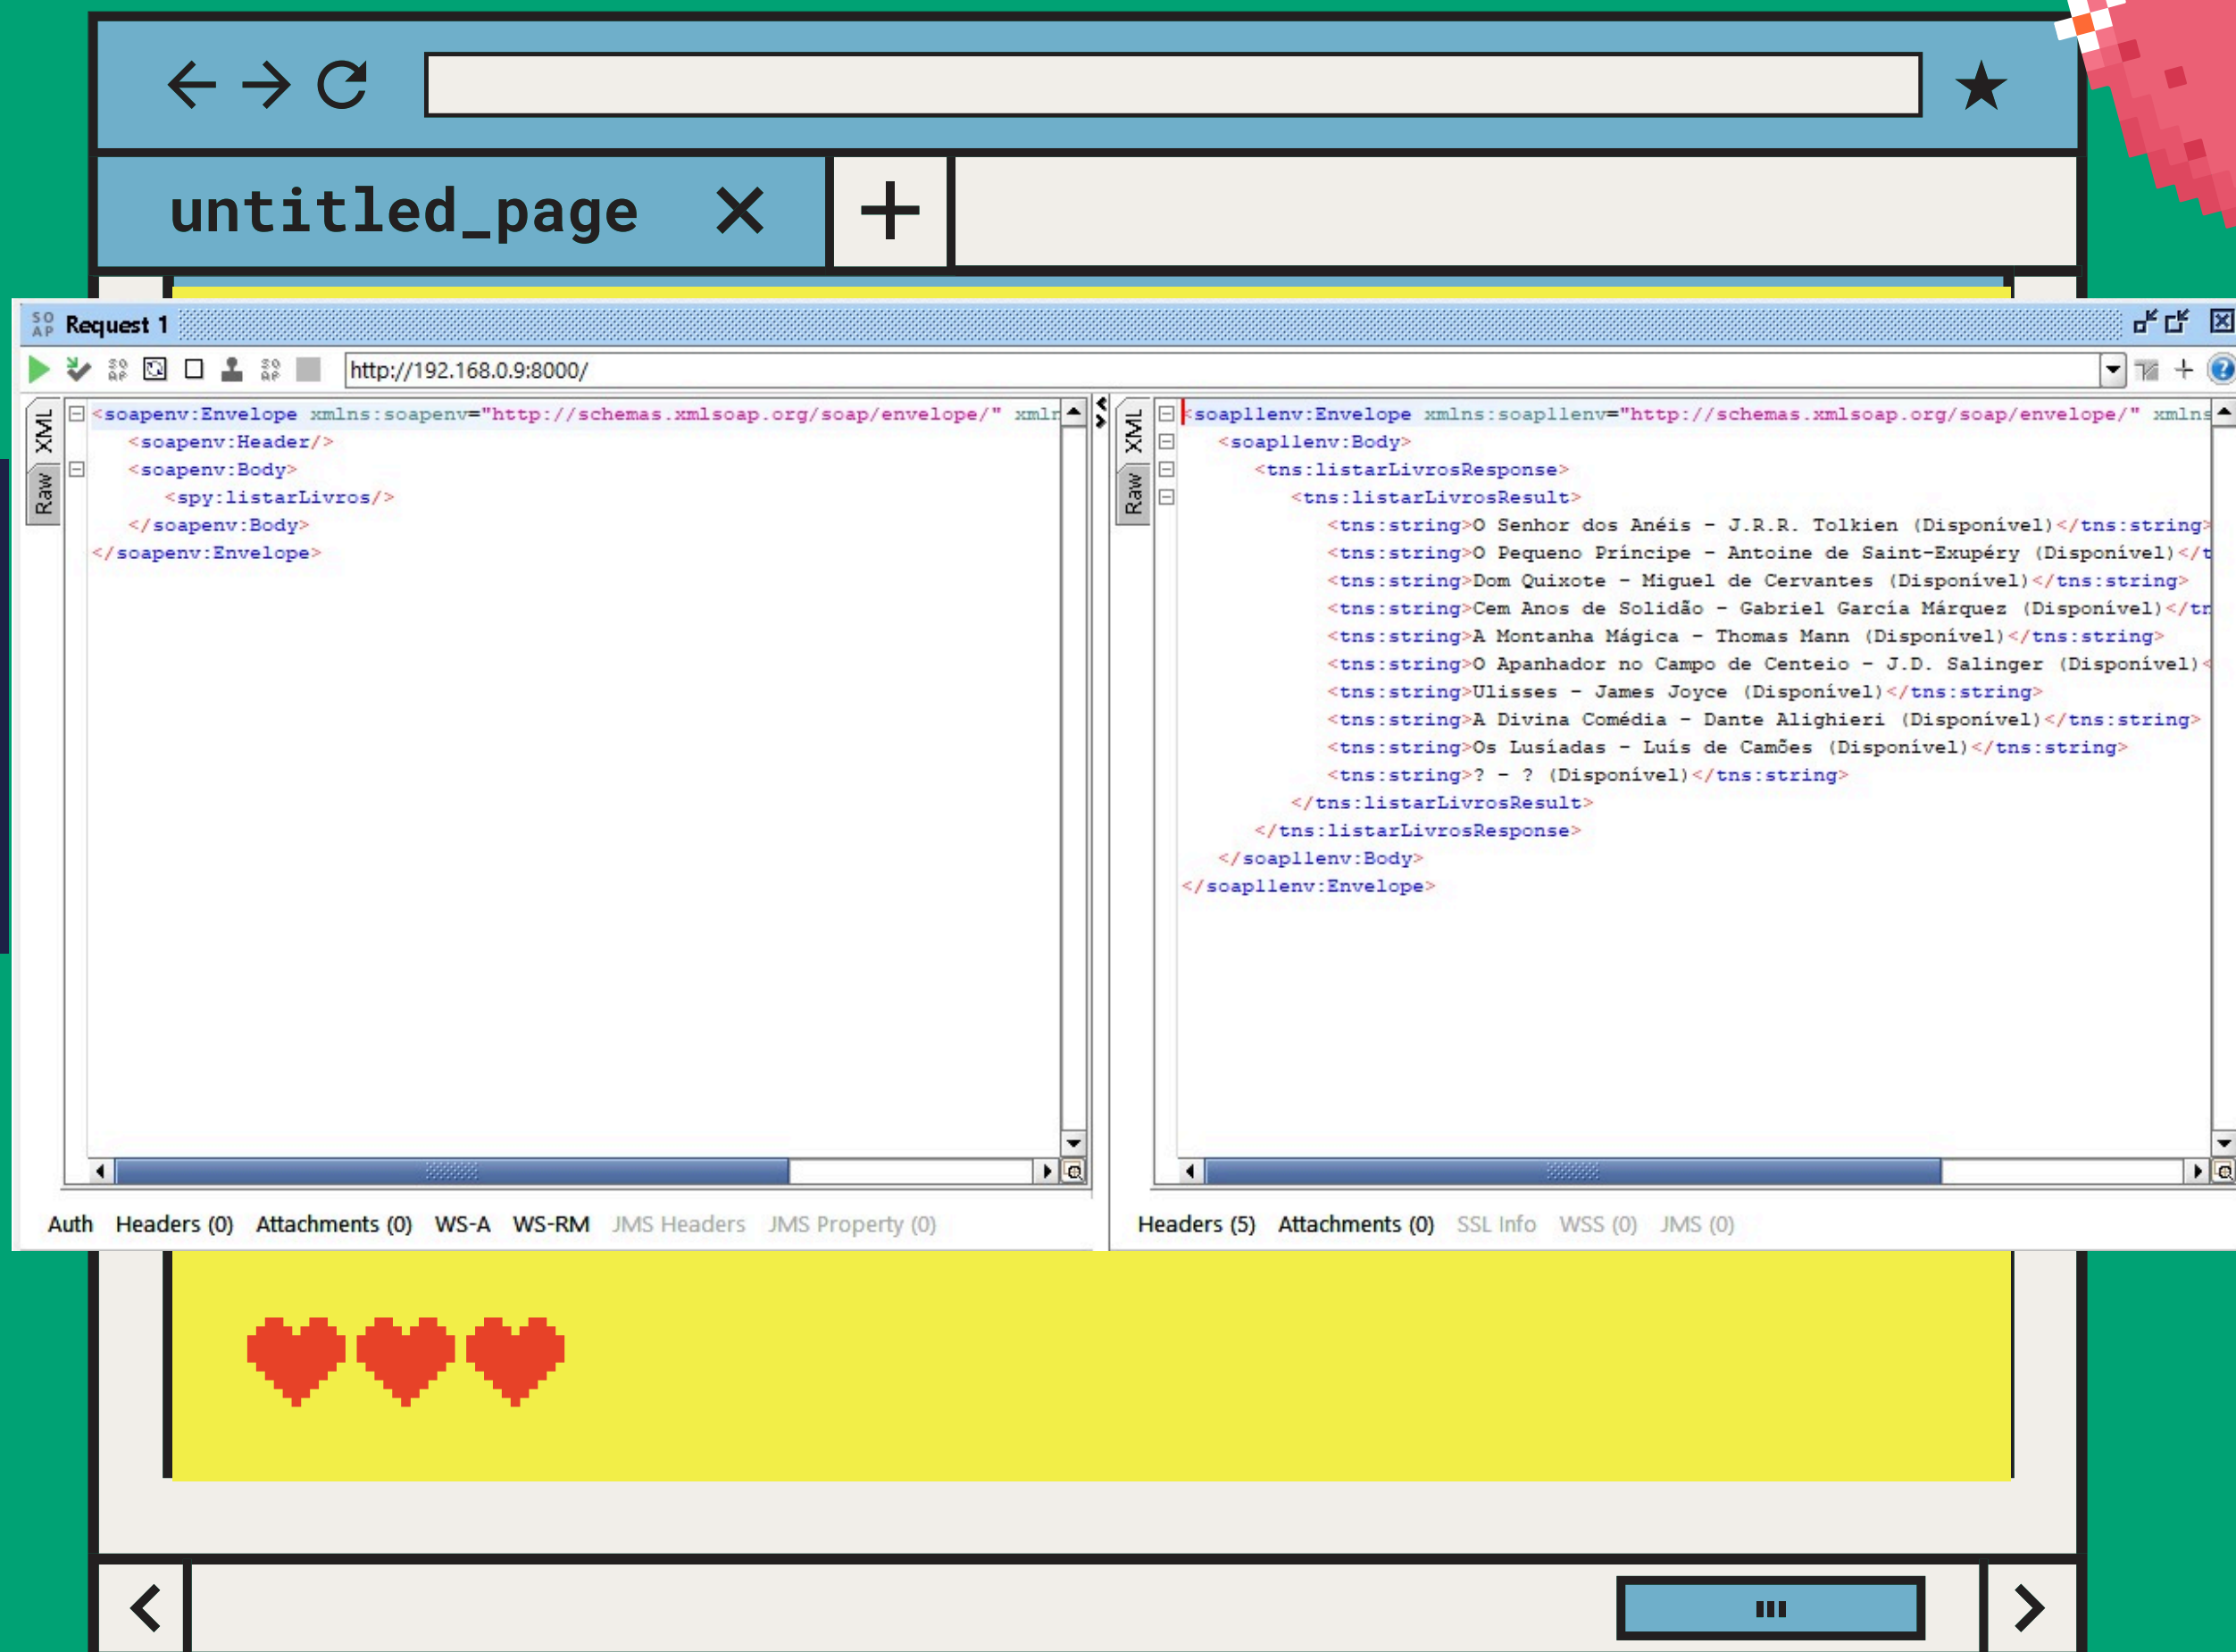 untitled_page
SOAP Request 1
http://192.168.0.9:8000/
XML
Raw
<soapenv:Envelope xmlns:soapenv="http://schemas.xmlsoap.org/soap/envelope/" xmlr
<soapenv:Header/>
<soapenv:Body>
<spy:listarLivros/>
</soapenv:Body>
</soapenv:Envelope>
Auth Headers (0) Attachments (0) WS-A WS-RM JMS Headers JMS Property (0)
XML
Raw
<soap11env:Envelope xmlns:soap11env="http://schemas.xmlsoap.org/soap/envelope/" xmlns
<soap11env:Body>
<tns:listarLivrosResponse>
<tns:listarLivrosResult>
<tns:string>O Senhor dos Anéis - J.R.R. Tolkien (Disponível)</tns:string>
<tns:string>O Pequeno Príncipe - Antoine de Saint-Exupéry (Disponível)</t
<tns:string>Dom Quixote - Miguel de Cervantes (Disponível)</tns:string>
<tns:string>Cem Anos de Solidão - Gabriel García Márquez (Disponível)</tn
<tns:string>A Montanha Mágica - Thomas Mann (Disponível)</tns:string>
<tns:string>O Apanhador no Campo de Centeio - J.D. Salinger (Disponível)<
<tns:string>Ulisses - James Joyce (Disponível)</tns:string>
<tns:string>A Divina Comédia - Dante Alighieri (Disponível)</tns:string>
<tns:string>Os Lusíadas - Luís de Camões (Disponível)</tns:string>
<tns:string>? - ? (Disponível)</tns:string>
</tns:listarLivrosResult>
</tns:listarLivrosResponse>
</soap11env:Body>
</soap11env:Envelope>
Headers (5) Attachments (0) SSL Info WSS (0) JMS (0)